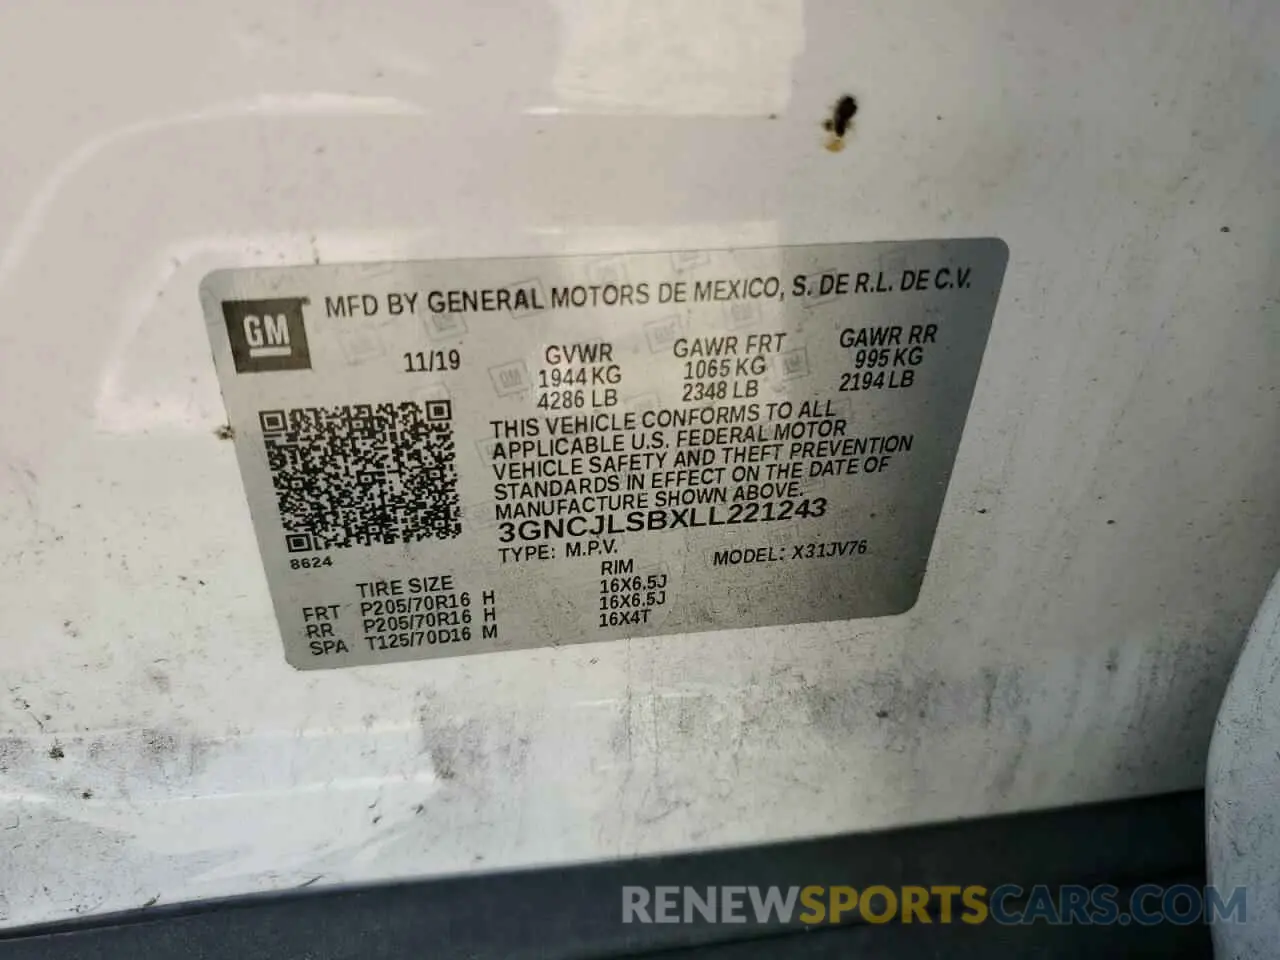 MFD BY GENERAL MOTORS DE MEXICO, S. DE R.L. DE C.V.
GM
11/19
GVWR
1944 KG
4286 LB
GAWR FRT
1065 KG
2348 LB
GAWR RR
995 KG
2194 LB
THIS VEHICLE CONFORMS TO ALL
APPLICABLE U.S. FEDERAL MOTOR
VEHICLE SAFETY AND THEFT PREVENTION
STANDARDS IN EFFECT ON THE DATE OF
MANUFACTURE SHOWN ABOVE.
3GNCJLSBXLL221243
TYPE: M.P.V. MODEL: X31JV76
8624
TIRE SIZE RIM
FRT P205/70R16 H 16X6.5J
RR P205/70R16 H 16X6.5J
SPA T125/70D16 M 16X4T
RENEWSPORTSCARS.COM